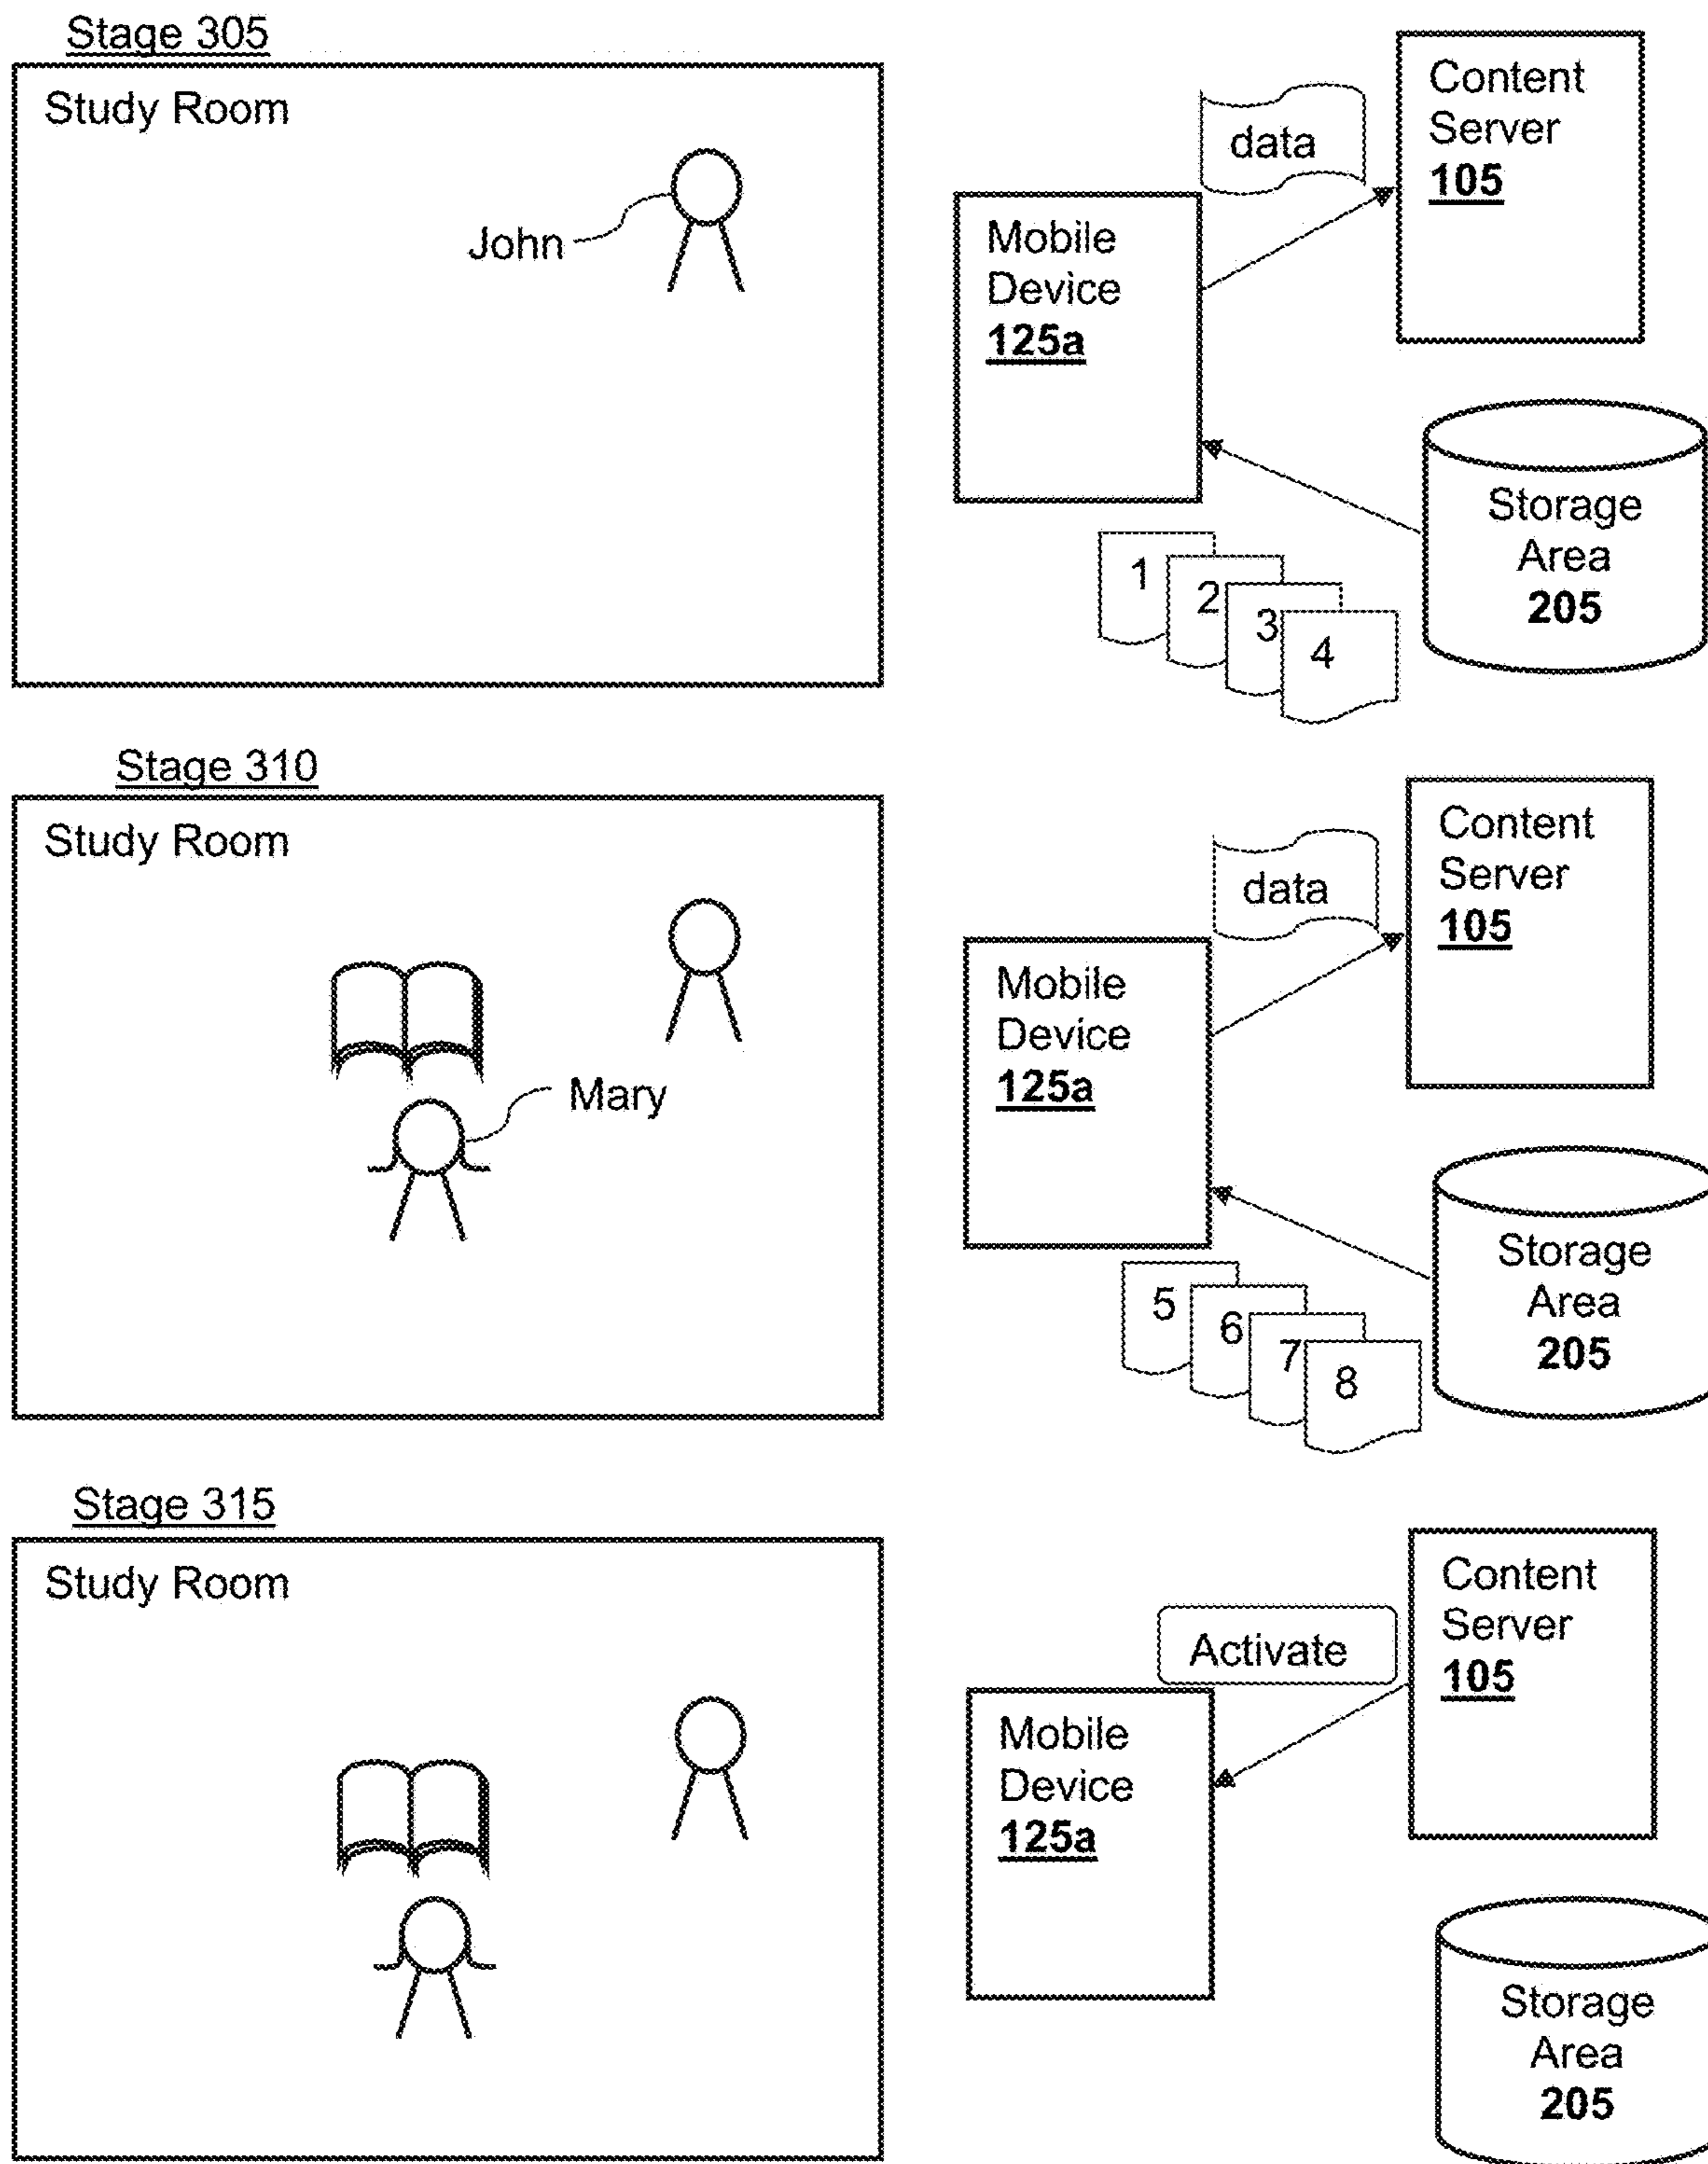 Stage 305
Study Room
John
data
Content
Server
105
Mobile
Device
125a
Storage
Area
205
1
2
3
4
Stage 310
Study Room
Mary
data
Content
Server
105
Mobile
Device
125a
Storage
Area
205
5
6
7
8
Stage 315
Study Room
Activate
Content
Server
105
Mobile
Device
125a
Storage
Area
205